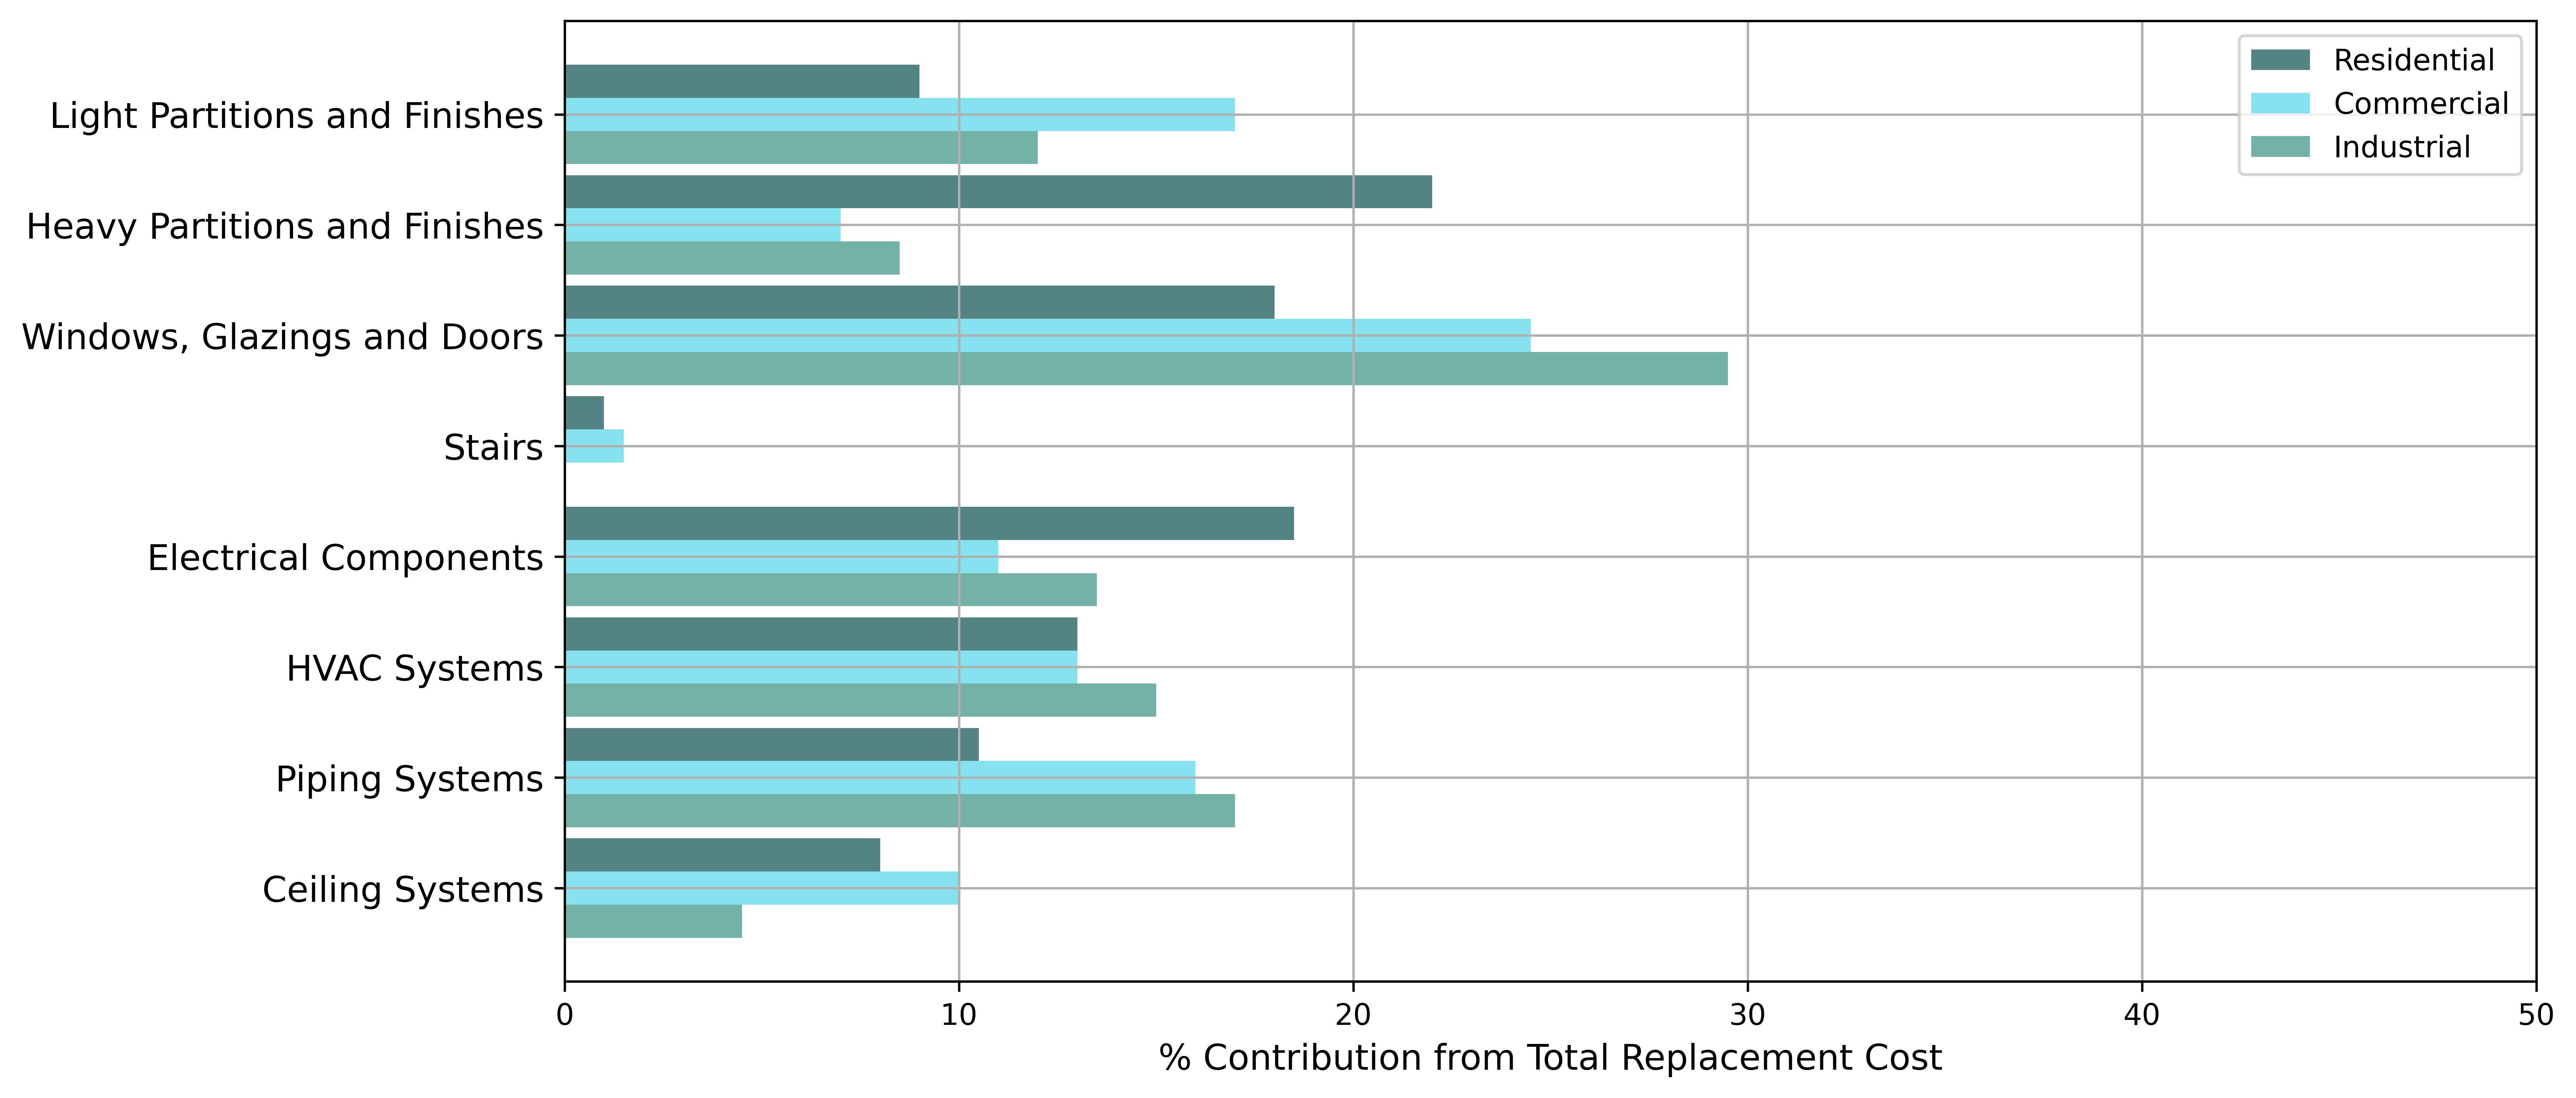 Residential
Commercial
Industrial
Light Partitions and Finishes
Heavy Partitions and Finishes
Windows, Glazings and Doors
Stairs
Electrical Components
HVAC Systems
Piping Systems
Ceiling Systems
0 10 20 30 40 50
% Contribution from Total Replacement Cost